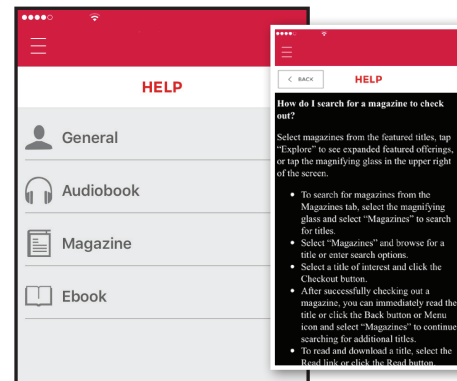 HELP
General
Audiobook
Magazine
Ebook
BACK
HELP
How do I search for a magazine to check
out?
Select magazines from the featured titles, tap
“Explore” to see expanded featured offerings,
or tap the magnifying glass in the upper right
of the screen.
• To search for magazines from the
Magazines tab, select the magnifying
glass and select “Magazines” to search
for titles.
• Select “Magazines” and browse for a
title or enter search options.
• Select a title of interest and click the
Checkout button.
• After successfully checking out a
magazine, you can immediately read the
title or click the Back button or Menu
icon and select “Magazines” to continue
searching for additional titles.
• To read and download a title, select the
Read link or click the Read button.